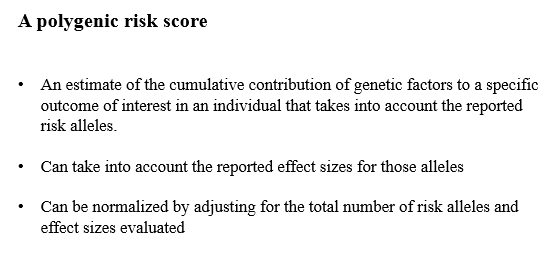 A polygenic risk score
• An estimate of the cumulative contribution of genetic factors to a specific
outcome of interest in an individual that takes into account the reported
risk alleles.
• Can take into account the reported effect sizes for those alleles
• Can be normalized by adjusting for the total number of risk alleles and
effect sizes evaluated